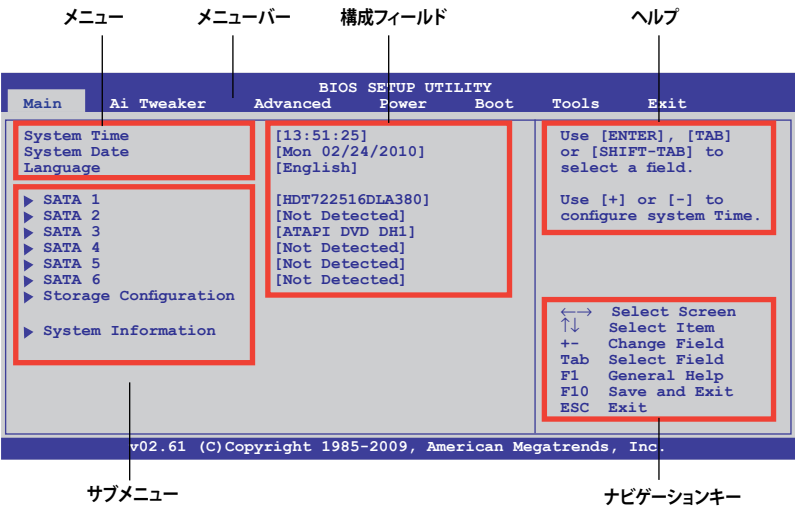 メニュー メニューバー 構成フィールド ヘルプ
BIOS SETUP UTILITY
Main Ai Tweaker Advanced Power Boot Tools Exit
System Time [13:51:25]
System Date [Mon 02/24/2010]
Language [English]
SATA 1 [HDT722516DLA380]
SATA 2 [Not Detected]
SATA 3 [ATAPI DVD DH1]
SATA 4 [Not Detected]
SATA 5 [Not Detected]
SATA 6 [Not Detected]
Storage Configuration
System Information
Use [ENTER], [TAB]
or [SHIFT-TAB] to
select a field.
Use [+] or [-] to
configure system Time.
←→ Select Screen
↑↓ Select Item
+- Change Field
Tab Select Field
F1 General Help
F10 Save and Exit
ESC Exit
v02.61 (C)Copyright 1985-2009, American Megatrends, Inc.
サブメニュー ナビゲーションキー